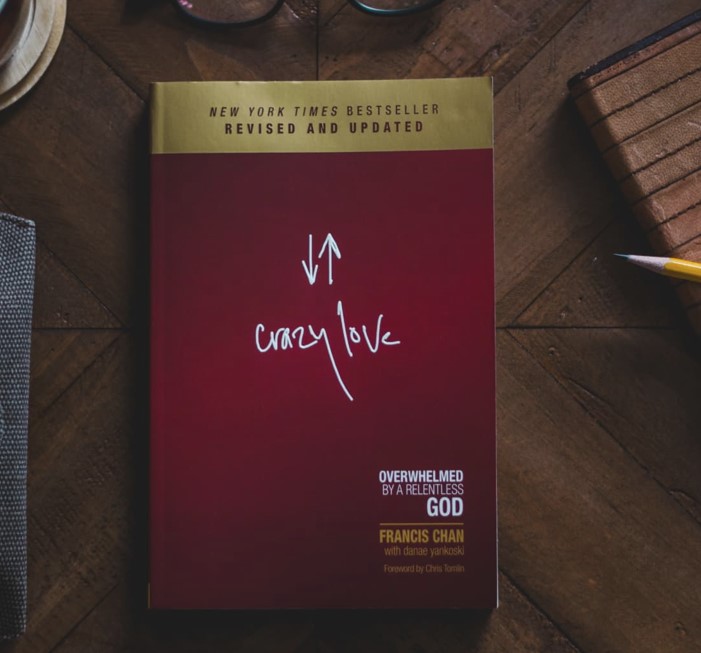 NEW YORK TIMES BESTSELLER
REVISED AND UPDATED
crazy love
OVERWHELMED
BY A RELENTLESS
GOD
FRANCIS CHAN
with danae yankoski
Foreword by Chris Tomlin